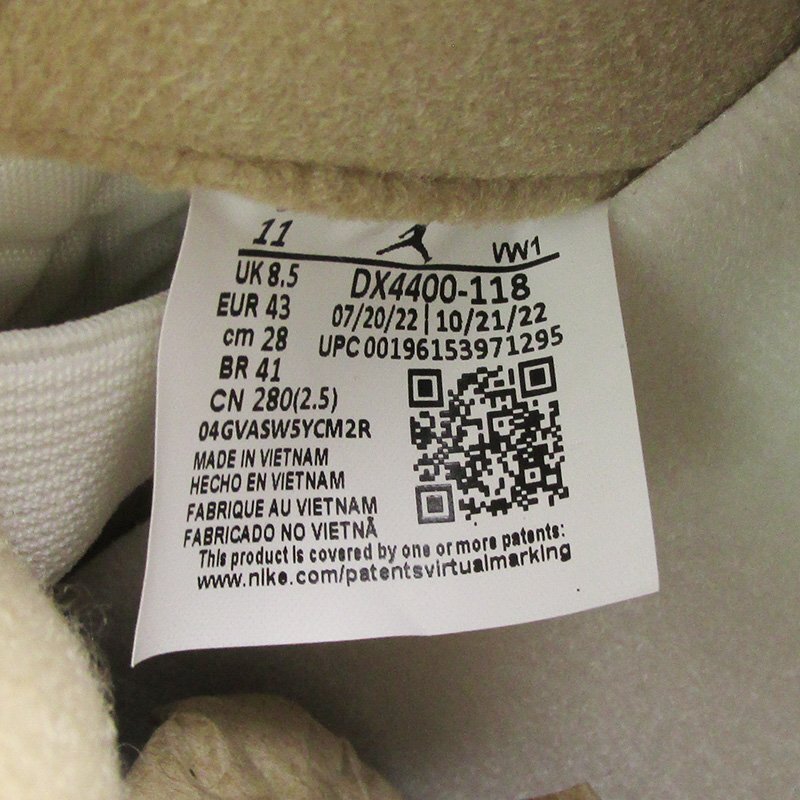 11
VW1
UK 8.5
DX4400-118
EUR 43
07/20/22 | 10/21/22
cm 28
UPC 00196153971295
BR 41
CN 280(2.5)
04GVASW5YCM2R
MADE IN VIETNAM
HECHO EN VIETNAM
FABRIQUE AU VIETNAM
FABRICADO NO VIETNÃ
This product is covered by one or more patents:
www.nike.com/patentsvirtualmarking